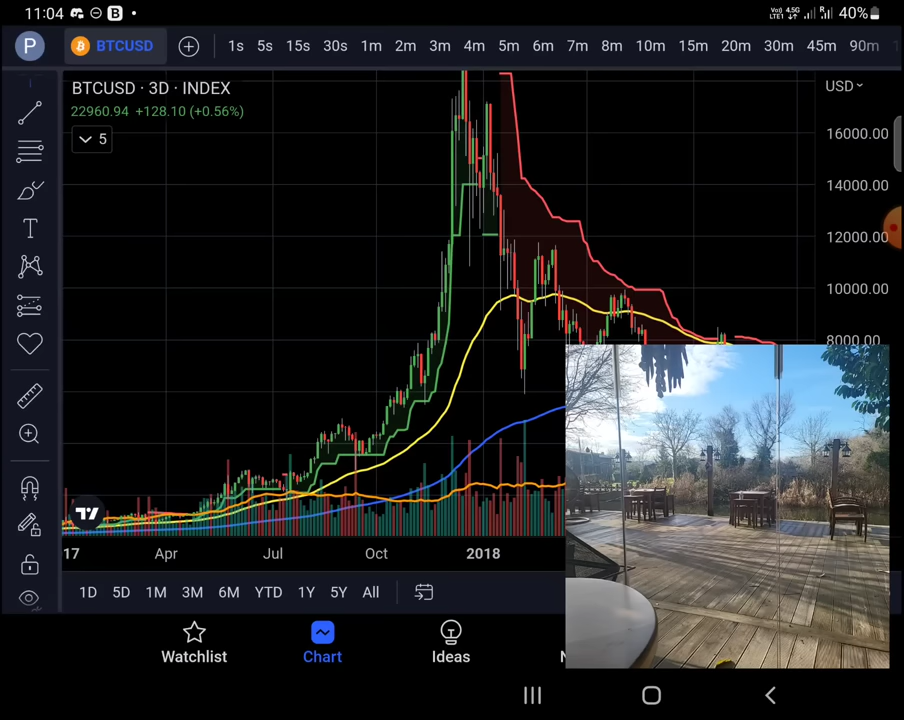 11:04 B 4.5G 40%
P BTCUSD 1s 5s 15s 30s 1m 2m 3m 4m 5m 6m 7m 8m 10m 15m 20m 30m 45m 90m
BTCUSD · 3D · INDEX
USD
22960.94 +128.10 (+0.56%)
5
16000.00
14000.00
12000.00
10000.00
8000.00
T
17 Apr Jul Oct 2018
1D 5D 1M 3M 6M YTD 1Y 5Y All
Watchlist Chart Ideas